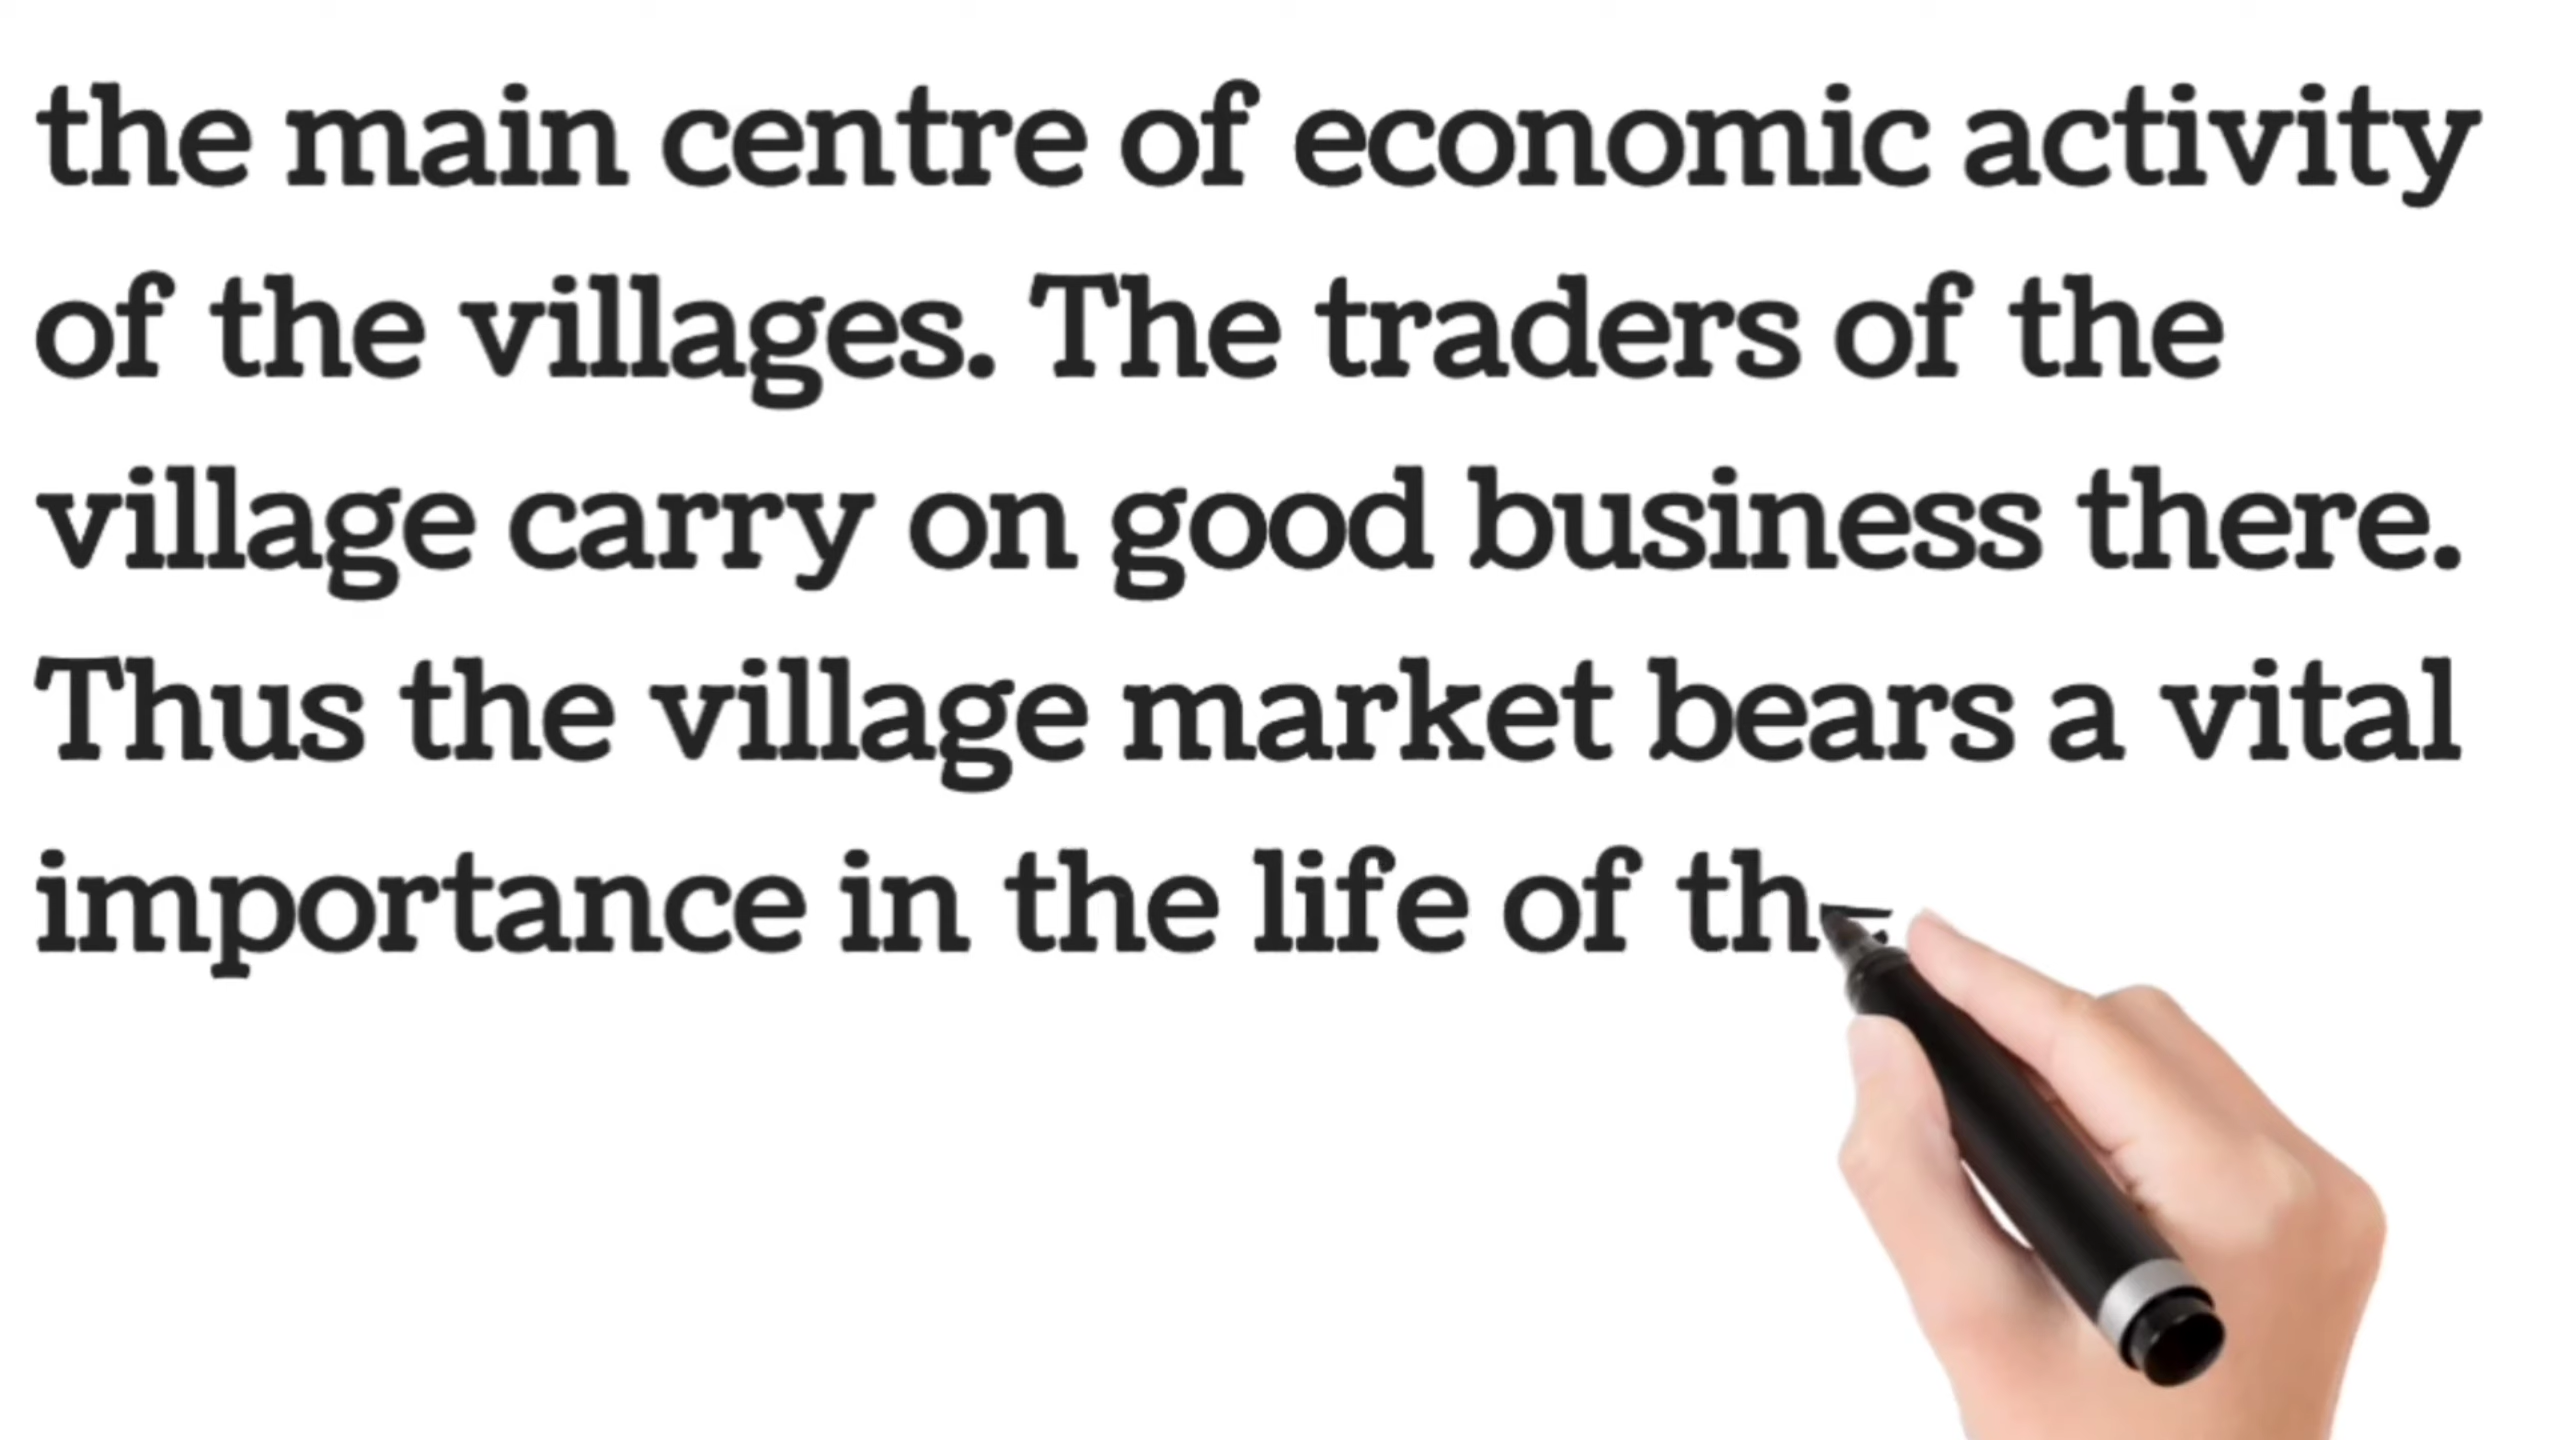 the main centre of economic activity
of the villages. The traders of the
village carry on good business there.
Thus the village market bears a vital
importance in the life of the